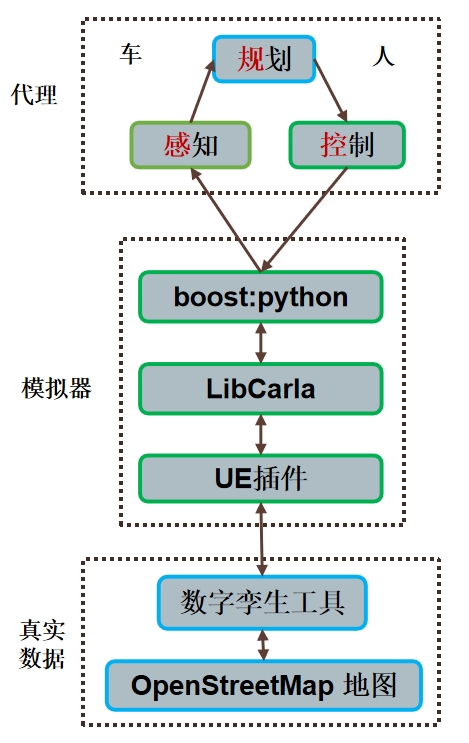 车
规划
人
代理
感知
控制
boost:python
模拟器
LibCarla
UE插件
数字孪生工具
真实
数据
OpenStreetMap 地图